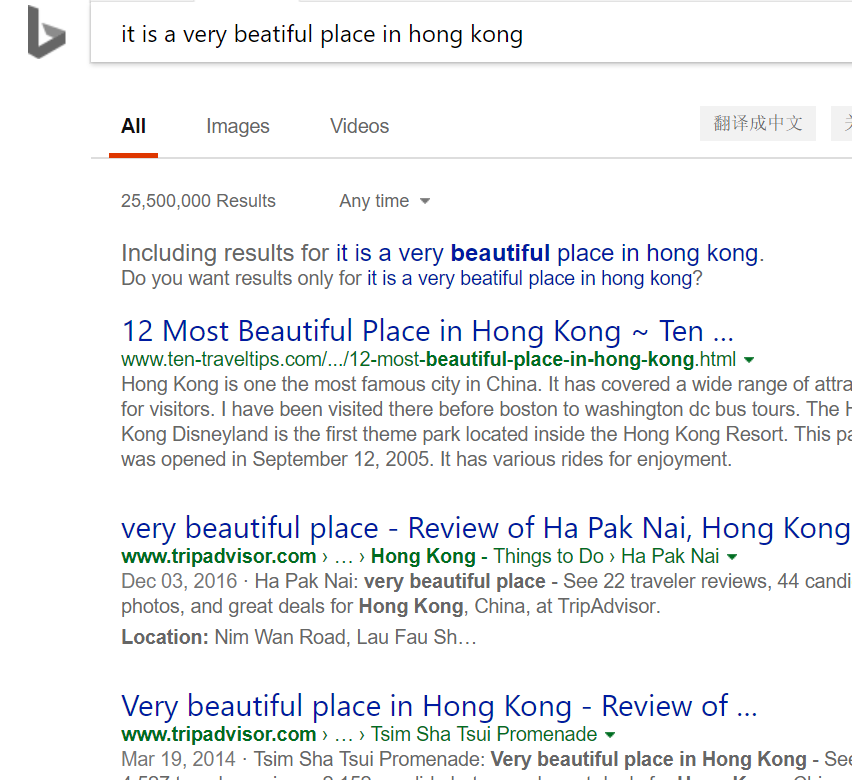 it is a very beatiful place in hong kong
All Images Videos 翻译成中文
25,500,000 Results Any time
Including results for it is a very beautiful place in hong kong.
Do you want results only for it is a very beatiful place in hong kong?
12 Most Beautiful Place in Hong Kong ~ Ten ...
www.ten-traveltips.com/.../12-most-beautiful-place-in-hong-kong.html
Hong Kong is one the most famous city in China. It has covered a wide range of
for visitors. I have been visited there before boston to washington dc bus tours. The
Kong Disneyland is the first theme park located inside the Hong Kong Resort. This
was opened in September 12, 2005. It has various rides for enjoyment.
very beautiful place - Review of Ha Pak Nai, Hong Kong
www.tripadvisor.com › … › Hong Kong - Things to Do › Ha Pak Nai
Dec 03, 2016 · Ha Pak Nai: very beautiful place - See 22 traveler reviews, 44
photos, and great deals for Hong Kong, China, at TripAdvisor.
Location: Nim Wan Road, Lau Fau Sh…
Very beautiful place in Hong Kong - Review of ...
www.tripadvisor.com › … › Tsim Sha Tsui Promenade
Mar 19, 2014 · Tsim Sha Tsui Promenade: Very beautiful place in Hong Kong -